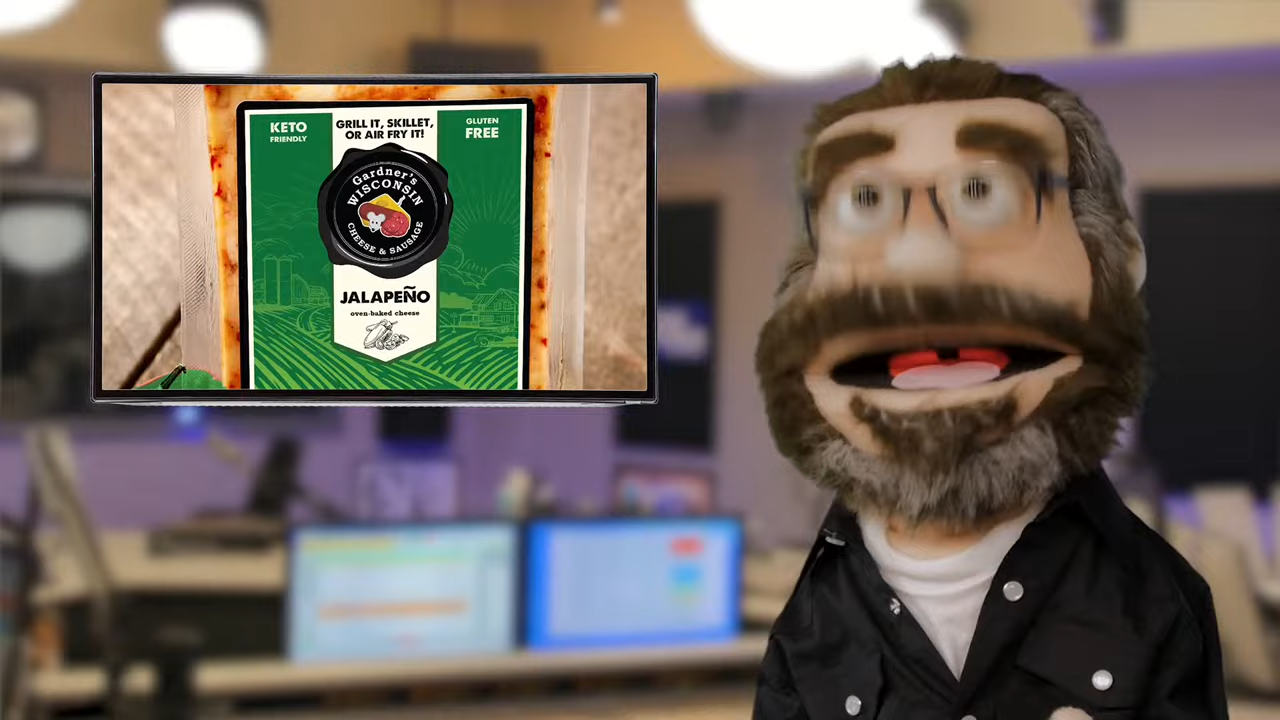 KETO
FRIENDLY
GRILL IT, SKILLET,
OR AIR FRY IT!
GLUTEN
FREE
Gardner's
WISCONSIN
CHEESE & SAUSAGE
JALAPEÑO
oven-baked cheese